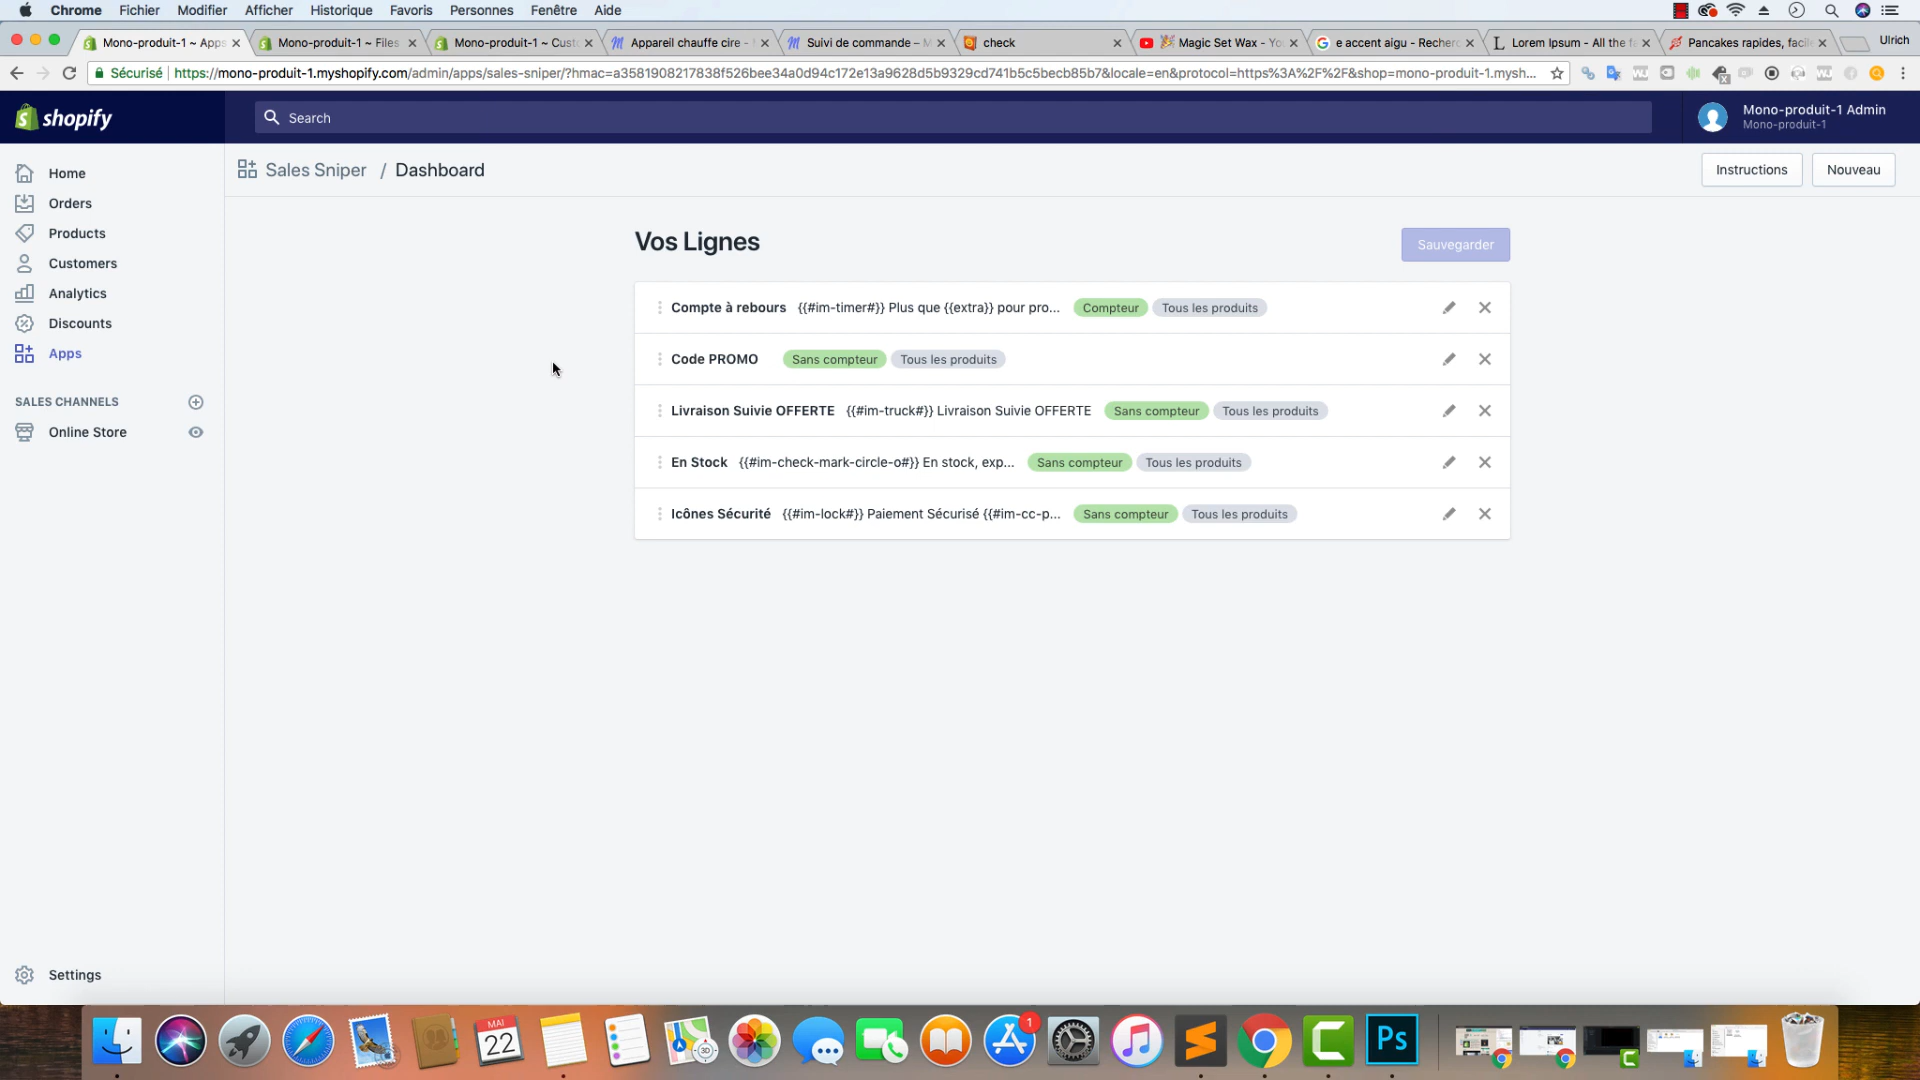 Chrome Fichier Modifier Afficher Historique Favoris Personnes Fenêtre Aide
Mono-produit-1 ~ Apps
Mono-produit-1 ~ Files
Mono-produit-1 ~ Cust
Appareil chauffe cire -
Suivi de commande – M
check
Magic Set Wax - Yo
e accent aigu - Recher
Lorem Ipsum - All the f
Pancakes rapides, facil
Ulrich
Sécurisé https://mono-produit-1.myshopify.com/admin/apps/sales-sniper/?hmac=a3581908217838f526bee34a0d94c172e13a9628d5b9329cd741b5c5becb85b7&locale=en&protocol=https%3A%2F%2F&shop=mono-produit-1.mysh...
shopify
Search
Mono-produit-1 Admin
Mono-produit-1
Home
Orders
Products
Customers
Analytics
Discounts
Apps
SALES CHANNELS
Online Store
Settings
Sales Sniper / Dashboard
Instructions
Nouveau
Vos Lignes
Sauvegarder
Compte à rebours {{#im-timer#}} Plus que {{extra}} pour pro... Compteur Tous les produits
Code PROMO Sans compteur Tous les produits
Livraison Suivie OFFERTE {{#im-truck#}} Livraison Suivie OFFERTE Sans compteur Tous les produits
En Stock {{#im-check-mark-circle-o#}} En stock, exp... Sans compteur Tous les produits
Icônes Sécurité {{#im-lock#}} Paiement Sécurisé {{#im-cc-p... Sans compteur Tous les produits
MAI
22
3D
1
Ps